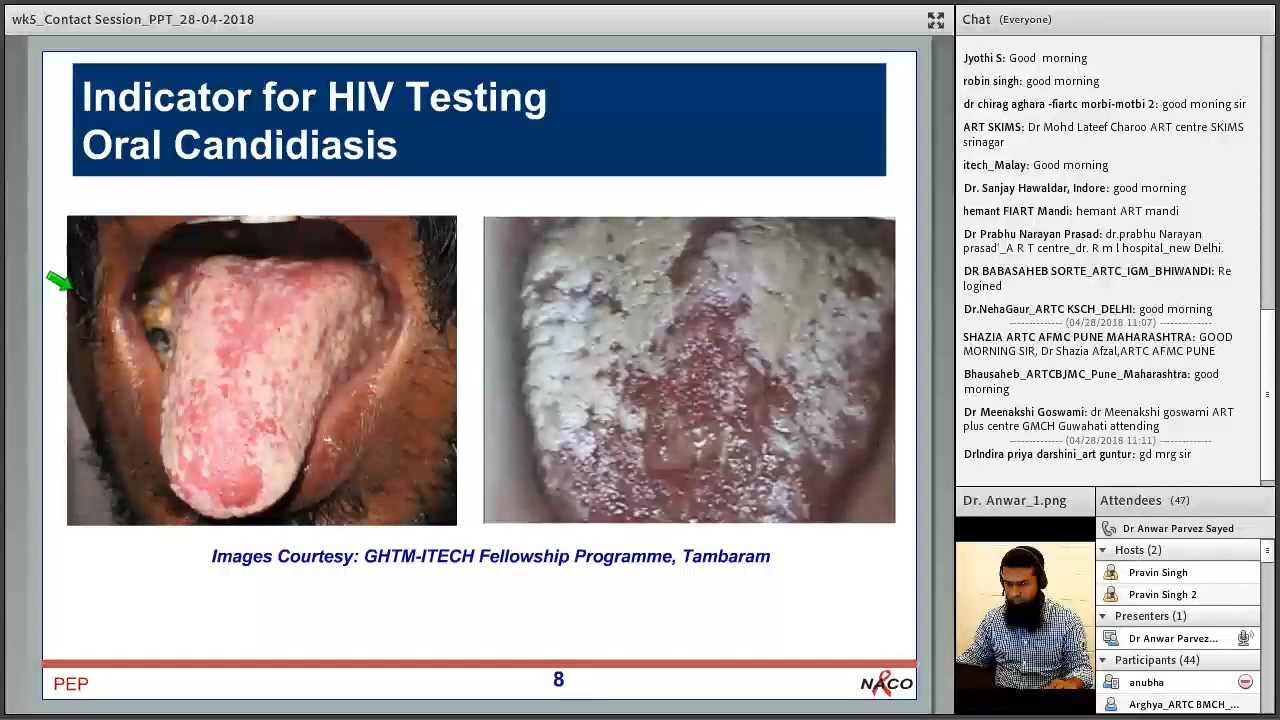 wk5_Contact Session_PPT_28-04-2018
Indicator for HIV Testing
Oral Candidiasis
Images Courtesy: GHTM-ITECH Fellowship Programme, Tambaram
PEP
8
NACO
Chat (Everyone)
Jyothi S: Good morning
robin singh: good morning
dr chirag aghara -fiartc morbi-motbi 2: good moning sir
ART SKIMS: Dr Mohd Lateef Charoo ART centre SKIMS
srinagar
itech_Malay: Good morning
Dr. Sanjay Hawaldar, Indore: good morning
hemant FIART Mandi: hemant ART mandi
Dr Prabhu Narayan Prasad: dr.prabhu Narayan
prasad'_A R T centre_dr. R m l hospital_new Delhi.
DR BABASAHEB SORTE_ARTC_IGM_BHIWANDI: Re
logined
Dr.NehaGaur_ARTC KSCH_DELHI: good morning
-------------- (04/28/2018 11:07) --------------
SHAZIA ARTC AFMC PUNE MAHARASHTRA: GOOD
MORNING SIR, Dr Shazia Afzal,ARTC AFMC PUNE
Bhausaheb_ARTCBJMC_Pune_Maharashtra: good
morning
Dr Meenakshi Goswami: dr Meenakshi goswami ART
plus centre GMCH Guwahati attending
-------------- (04/28/2018 11:11) --------------
DrIndira priya darshini_art guntur: gd mrg sir
Dr. Anwar_1.png
Attendees (47)
Dr Anwar Parvez Sayed
Hosts (2)
Pravin Singh
Pravin Singh 2
Presenters (1)
Dr Anwar Parvez...
Participants (44)
anubha
Arghya_ARTC BMCH_...